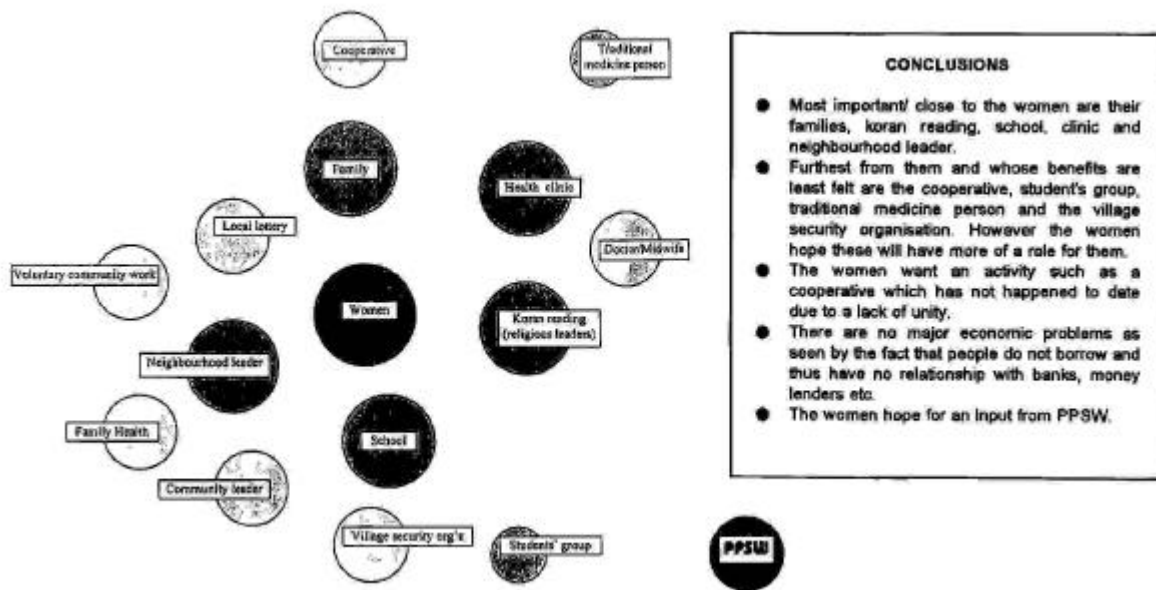 Cooperative
Traditional
medicine person
Family
Health clinic
Local lottery
Doctor/Midwife
Voluntary community work
Women
Koran reading
(religious leaders)
Neighbourhood leader
Family Health
School
Community leader
Village security org'n
Students' group
PPSW
CONCLUSIONS
● Most important/ close to the women are their
families, koran reading, school, clinic and
neighbourhood leader.
● Furthest from them and whose benefits are
least felt are the cooperative, student's group,
traditional medicine person and the village
security organisation. However the women
hope these will have more of a role for them.
● The women want an activity such as a
cooperative which has not happened to date
due to a lack of unity.
● There are no major economic problems as
seen by the fact that people do not borrow and
thus have no relationship with banks, money
lenders etc.
● The women hope for an input from PPSW.